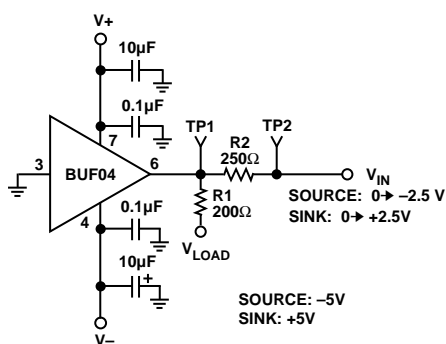 V+
10µF
0.1µF
7
TP1
TP2
R2
250Ω
3
BUF04
6
V_IN
SOURCE: 0→ –2.5 V
SINK: 0→ +2.5V
R1
200Ω
4
0.1µF
V_LOAD
10µF
+
SOURCE: –5V
SINK: +5V
V–